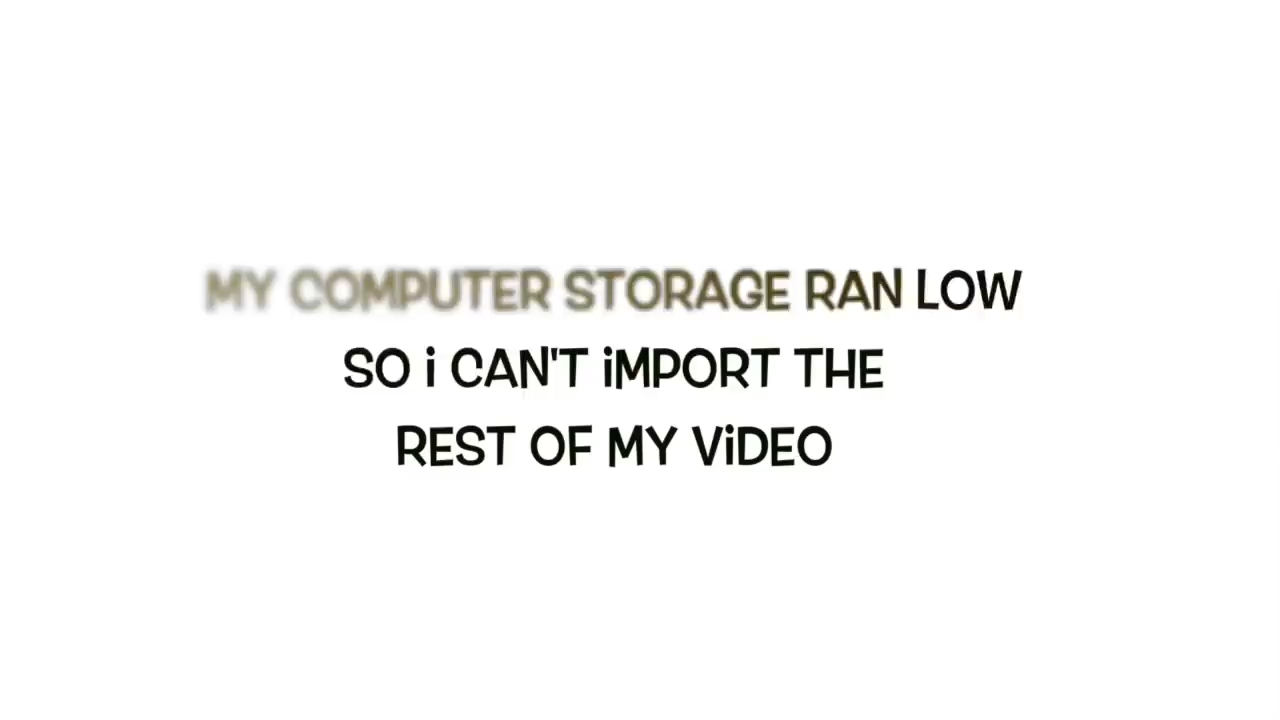 MY COMPUTER STORAGE RAN LOW
SO i CAN'T iMPORT THE
REST OF MY ViDEO